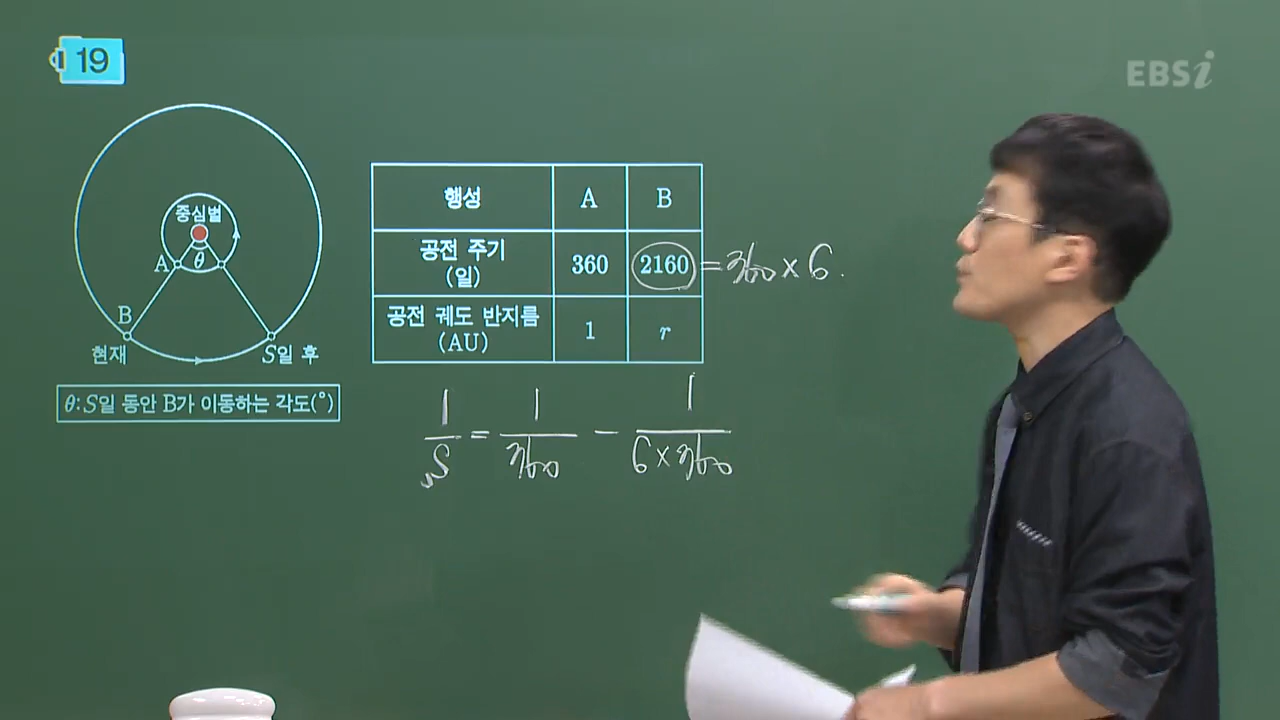 19
EBSi
중심별
A
θ
B
현재
S일 후
θ:S일 동안 B가 이동하는 각도(°)
행성 A B
공전 주기 (일) 360 2160 = 360 × 6.
공전 궤도 반지름 (AU) 1 r
1/S = 1/360 − 1/(6×360)